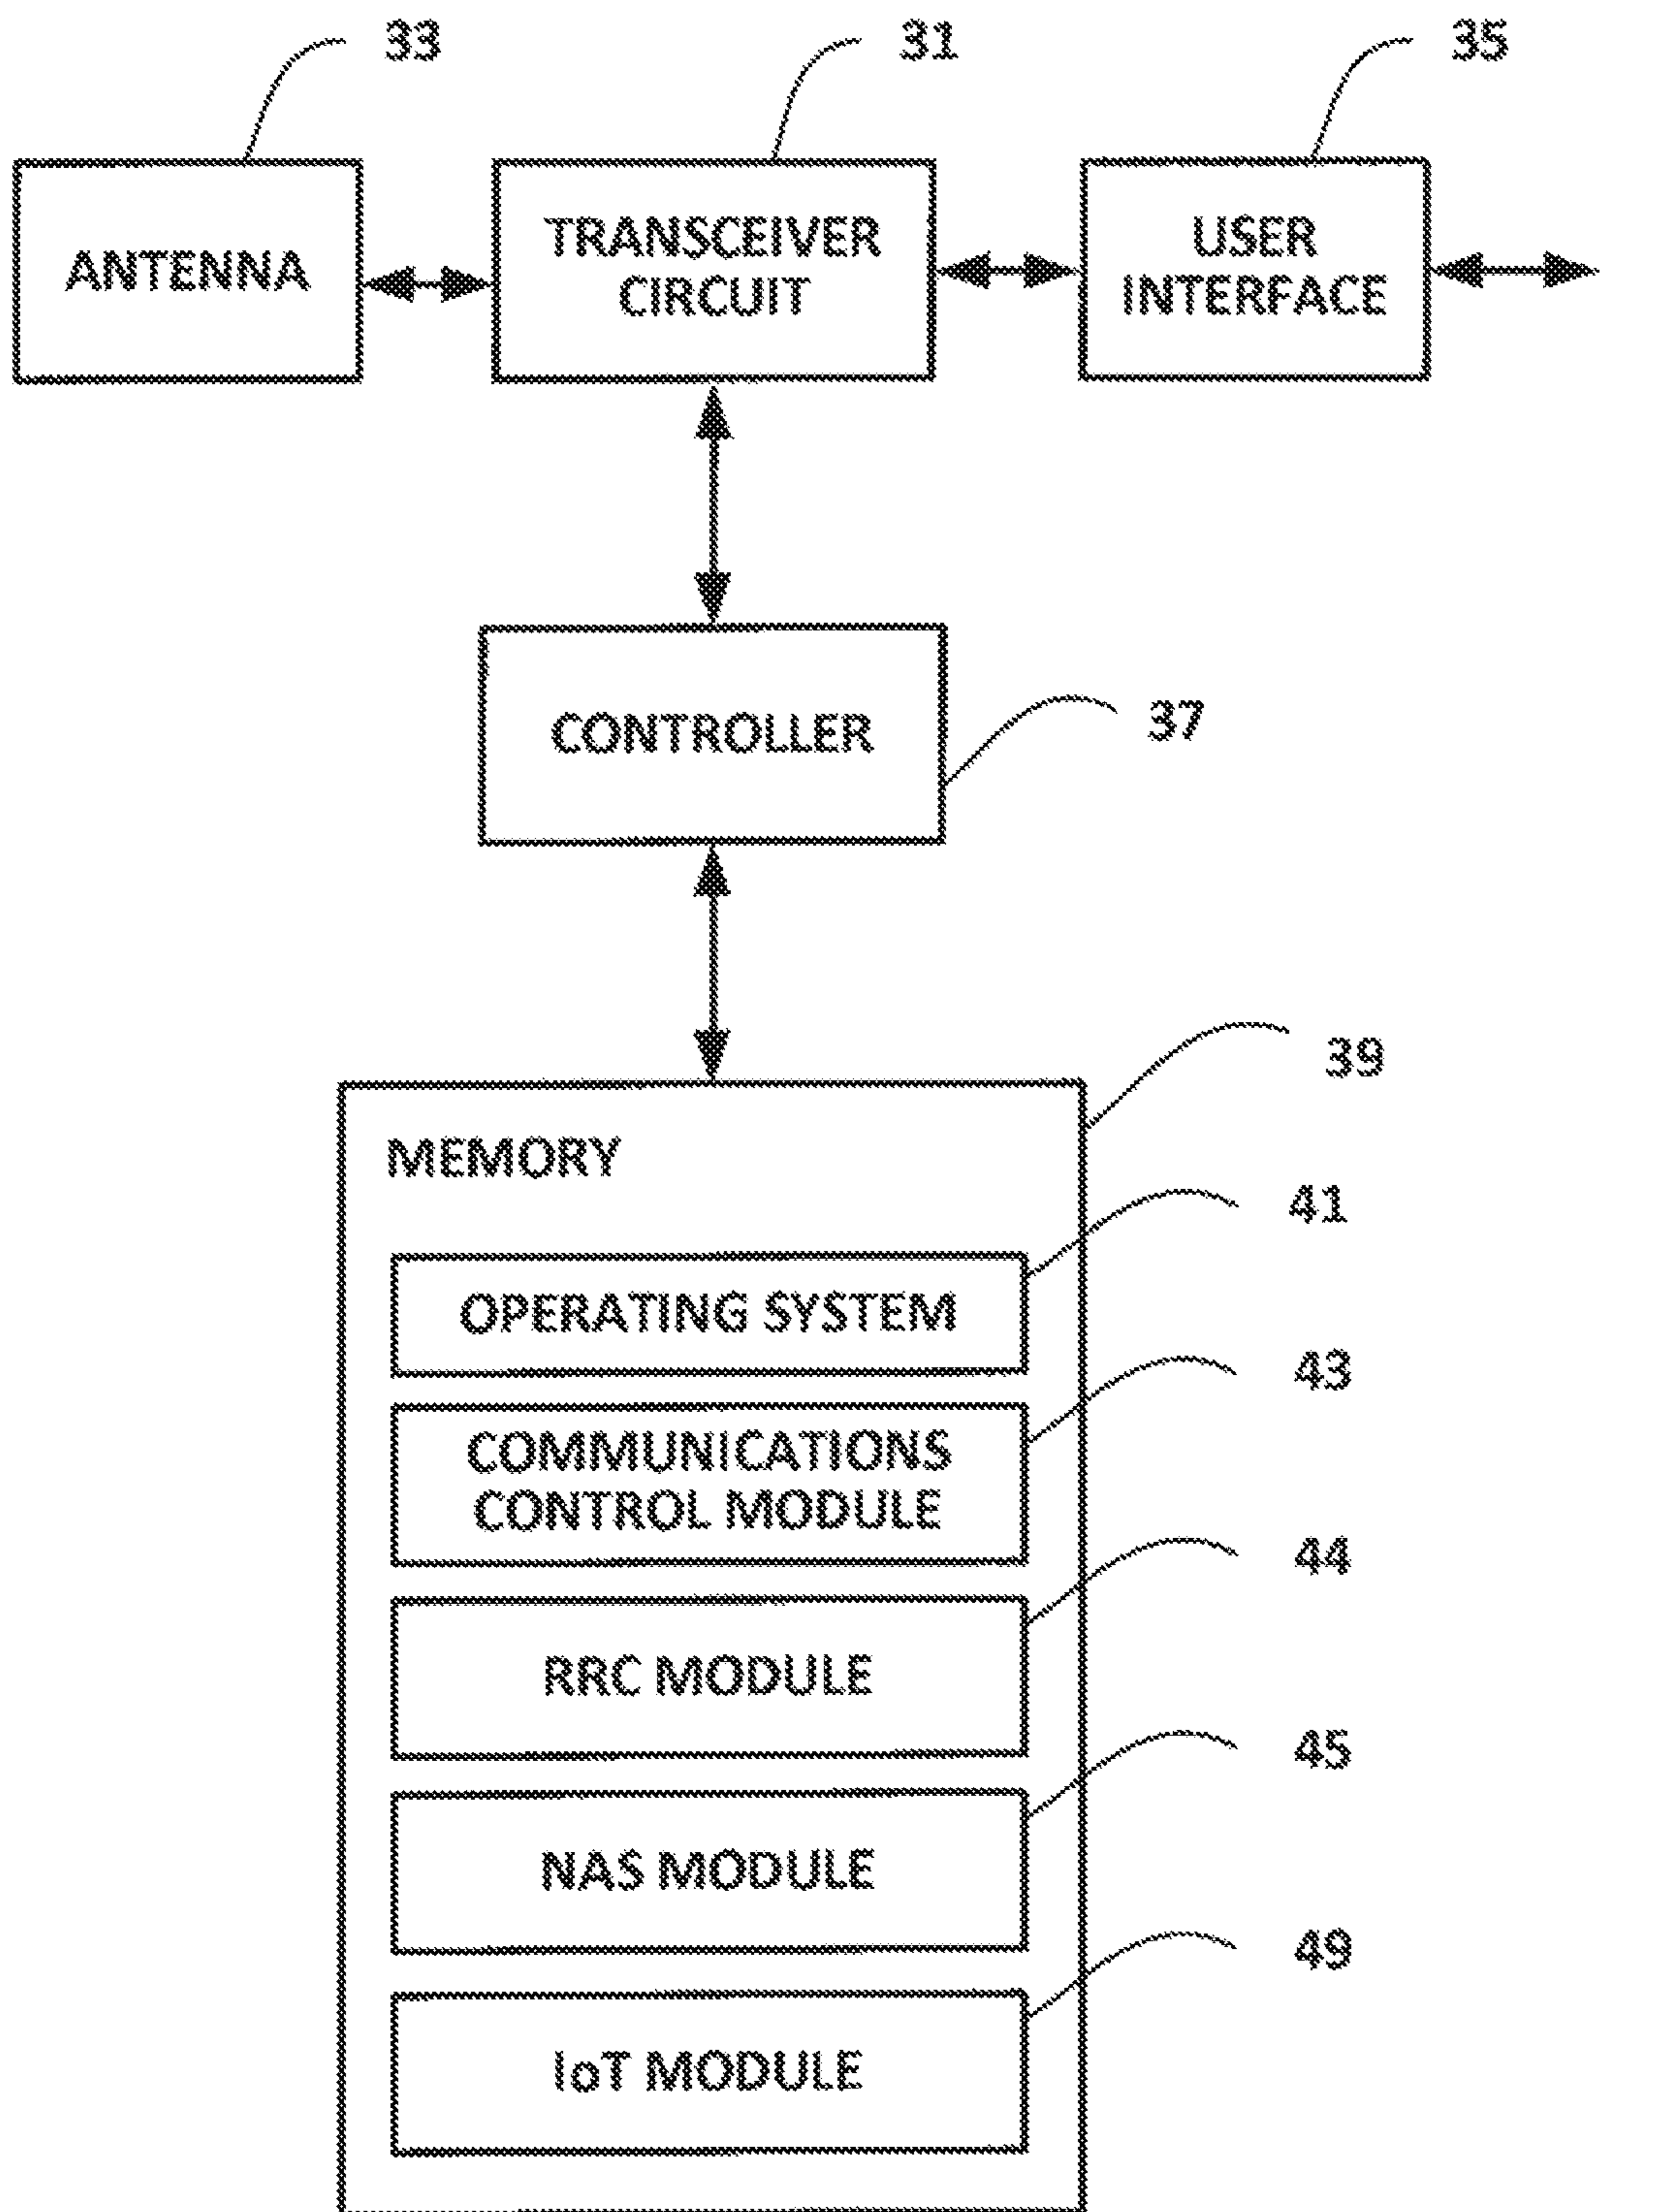 33
31
35
ANTENNA
TRANSCEIVER
CIRCUIT
USER
INTERFACE
CONTROLLER
37
39
MEMORY
41
OPERATING SYSTEM
43
COMMUNICATIONS
CONTROL MODULE
44
RRC MODULE
45
NAS MODULE
49
IoT MODULE